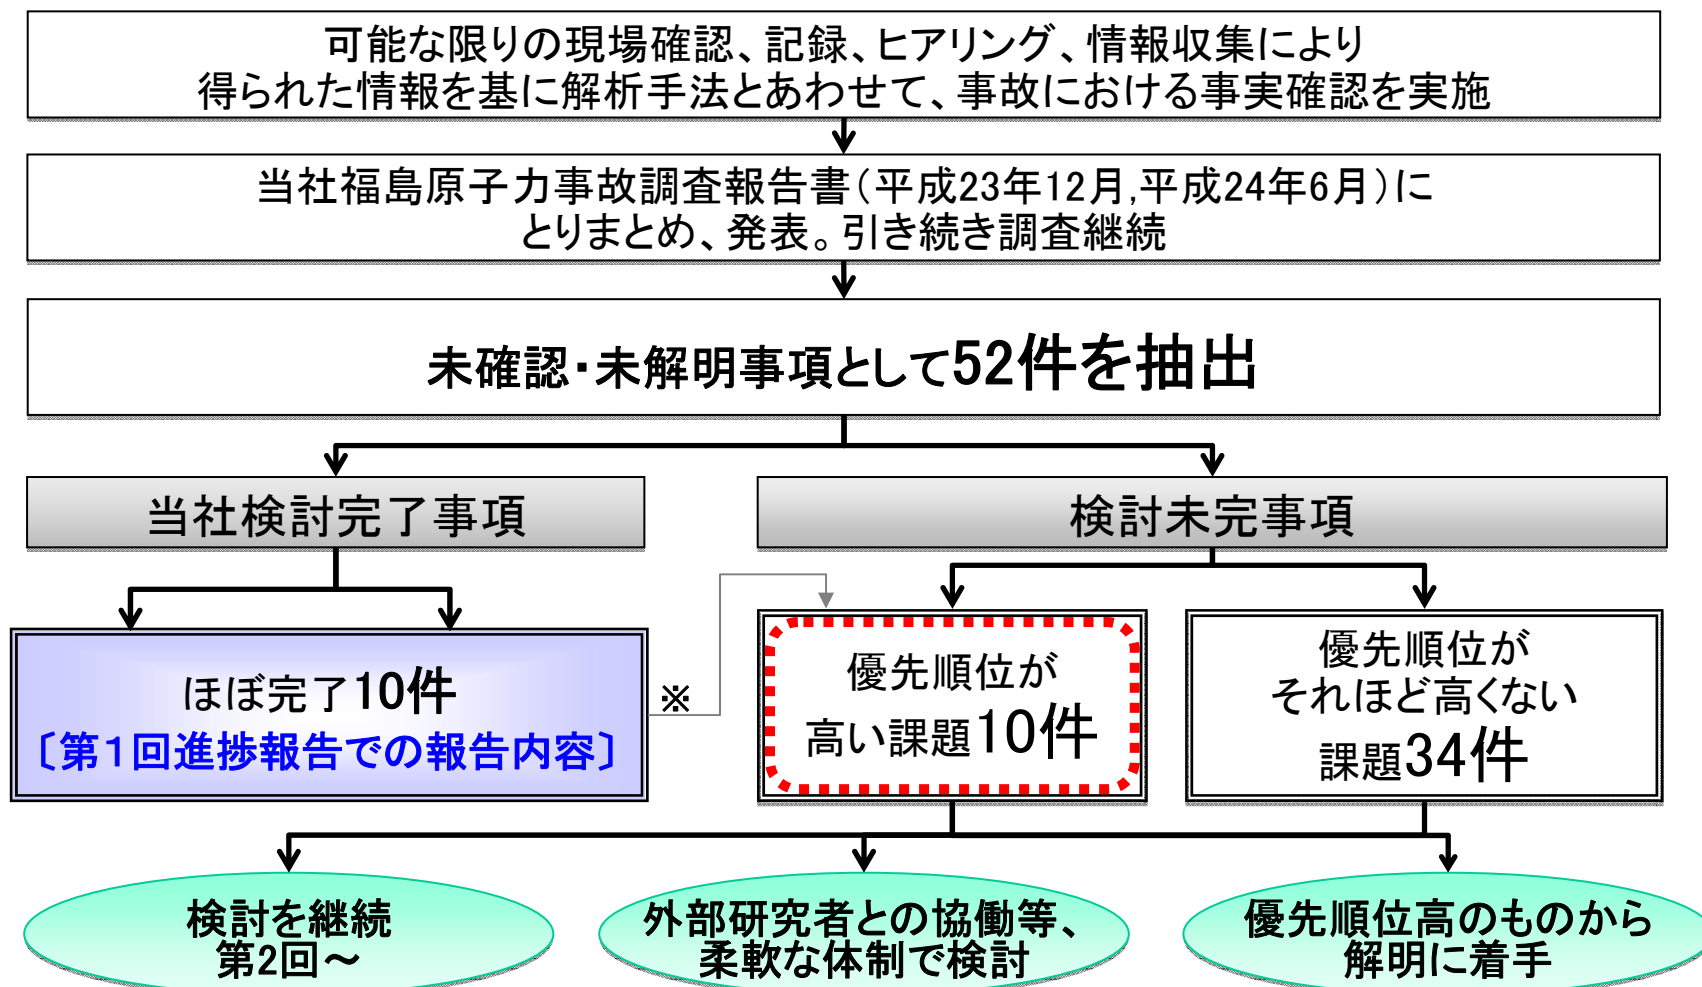 可能な限りの現場確認、記録、ヒアリング、情報収集により
得られた情報を基に解析手法とあわせて、事故における事実確認を実施
当社福島原子力事故調査報告書(平成23年12月,平成24年6月)に
とりまとめ、発表。引き続き調査継続
未確認・未解明事項として52件を抽出
当社検討完了事項
検討未完事項
ほぼ完了10件
〔第1回進捗報告での報告内容〕
※
優先順位が
高い課題10件
優先順位が
それほど高くない
課題34件
検討を継続
第2回～
外部研究者との協働等、
柔軟な体制で検討
優先順位高のものから
解明に着手